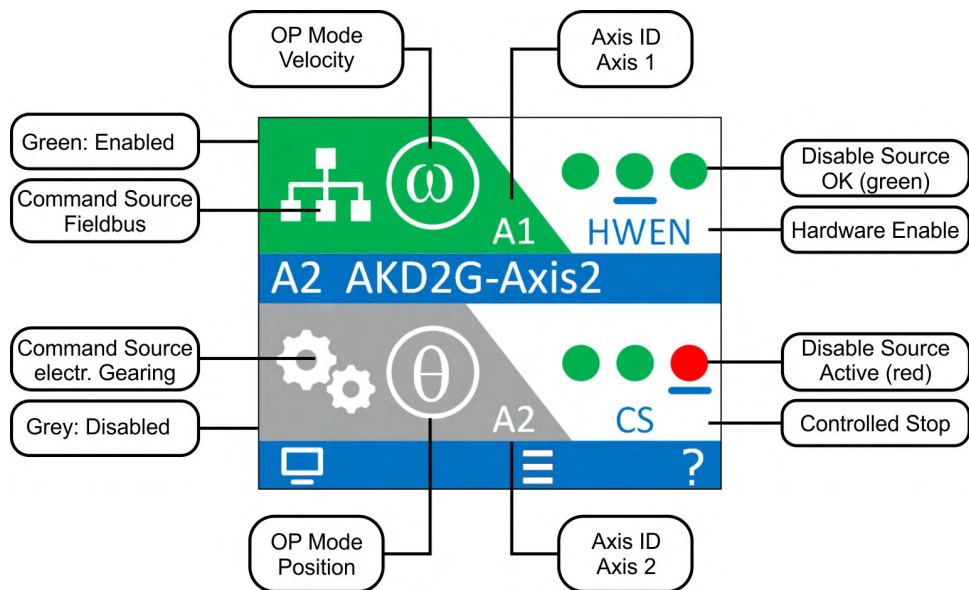 OP Mode
Velocity
Axis ID
Axis 1
Green: Enabled
Command Source
Fieldbus
ω
A1
HWEN
Disable Source
OK (green)
Hardware Enable
A2 AKD2G-Axis2
Command Source
electr. Gearing
Grey: Disabled
θ
A2
CS
Disable Source
Active (red)
Controlled Stop
?
OP Mode
Position
Axis ID
Axis 2